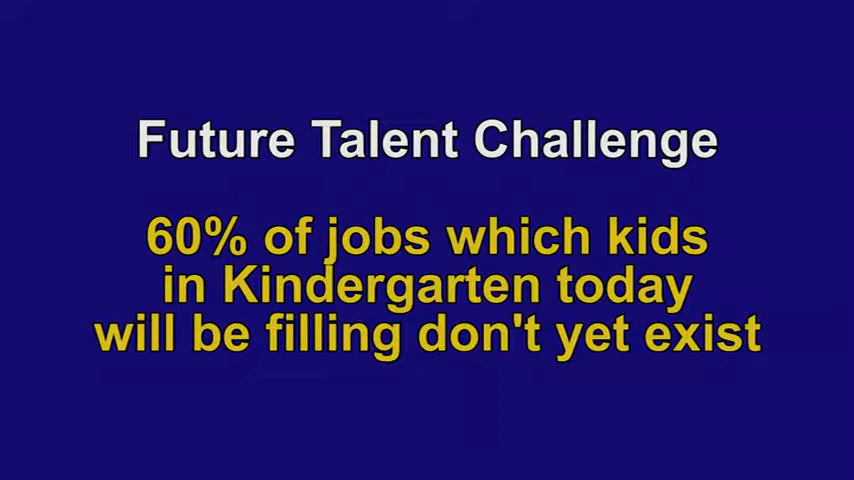 Future Talent Challenge
60% of jobs which kids
in Kindergarten today
will be filling don't yet exist